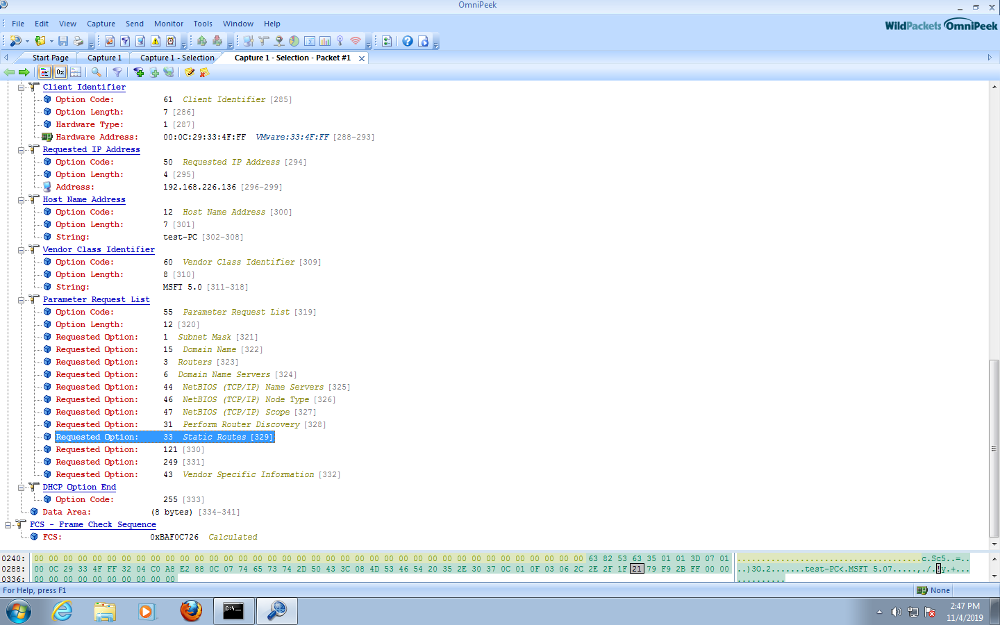 OmniPeek
File Edit View Capture Send Monitor Tools Window Help
WildPackets OmniPeek
Start Page Capture 1 Capture 1 - Selection Capture 1 - Selection - Packet #1
0x
Client Identifier
Option Code: 61 Client Identifier [285]
Option Length: 7 [286]
Hardware Type: 1 [287]
Hardware Address: 00:0C:29:33:4F:FF VMware:33:4F:FF [288-293]
Requested IP Address
Option Code: 50 Requested IP Address [294]
Option Length: 4 [295]
Address: 192.168.226.136 [296-299]
Host Name Address
Option Code: 12 Host Name Address [300]
Option Length: 7 [301]
String: test-PC [302-308]
Vendor Class Identifier
Option Code: 60 Vendor Class Identifier [309]
Option Length: 8 [310]
String: MSFT 5.0 [311-318]
Parameter Request List
Option Code: 55 Parameter Request List [319]
Option Length: 12 [320]
Requested Option: 1 Subnet Mask [321]
Requested Option: 15 Domain Name [322]
Requested Option: 3 Routers [323]
Requested Option: 6 Domain Name Servers [324]
Requested Option: 44 NetBIOS (TCP/IP) Name Servers [325]
Requested Option: 46 NetBIOS (TCP/IP) Node Type [326]
Requested Option: 47 NetBIOS (TCP/IP) Scope [327]
Requested Option: 31 Perform Router Discovery [328]
Requested Option: 33 Static Routes [329]
Requested Option: 121 [330]
Requested Option: 249 [331]
Requested Option: 43 Vendor Specific Information [332]
DHCP Option End
Option Code: 255 [333]
Data Area: (8 bytes) [334-341]
FCS - Frame Check Sequence
FCS: 0xBAF0C726 Calculated
0240: 00 00 00 00 00 00 00 00 00 00 00 00 00 00 00 00 00 00 00 00 00 00 00 00 00 00 00 00 00 00 00 00 00 00 00 00 00 00 63 82 53 63 35 01 01 3D 07 01 ......................................c.Sc5..=..
0288: 00 0C 29 33 4F FF 32 04 C0 A8 E2 88 0C 07 74 65 73 74 2D 50 43 3C 08 4D 53 46 54 20 35 2E 30 37 0C 01 0F 03 06 2C 2E 2F 1F 21 79 F9 2B FF 00 00 ..)3O.2.......test-PC<.MSFT 5.07.....,./.!y.+...
0336: 00 00 00 00 00 00 00 00 00 00 ..........
For Help, press F1 None
C:\_
2:47 PM
11/4/2019